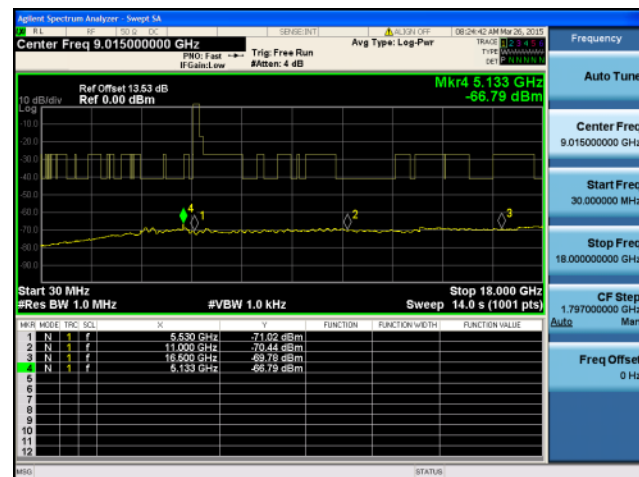 Agilent Spectrum Analyzer - Swept SA
RL RF 50 Ω DC SENSE:INT ALIGN OFF 08:24:42 AM Mar 26, 2015
Center Freq 9.015000000 GHz
PNO: Fast
IFGain:Low
Trig: Free Run
#Atten: 4 dB
Avg Type: Log-Pwr
TRACE 1 2 3 4 5 6
TYPE
DET P N N N N N
Ref Offset 13.53 dB
10 dB/div Ref 0.00 dBm
Log
Mkr4 5.133 GHz
-66.79 dBm
-10.0
-20.0
-30.0
-40.0
-50.0
-60.0
-70.0
-80.0
-90.0
4
1
2
3
Start 30 MHz Stop 18.000 GHz
#Res BW 1.0 MHz #VBW 1.0 kHz Sweep 14.0 s (1001 pts)
MKR MODE TRC SCL X Y FUNCTION FUNCTION WIDTH FUNCTION VALUE
1 N 1 f 5.530 GHz -71.02 dBm
2 N 1 f 11.000 GHz -70.44 dBm
3 N 1 f 16.500 GHz -69.78 dBm
4 N 1 f 5.133 GHz -66.79 dBm
5
6
7
8
9
10
11
12
MSG STATUS
Frequency
Auto Tune
Center Freq
9.015000000 GHz
Start Freq
30.000000 MHz
Stop Freq
18.000000000 GHz
CF Step
1.797000000 GHz
Auto Man
Freq Offset
0 Hz